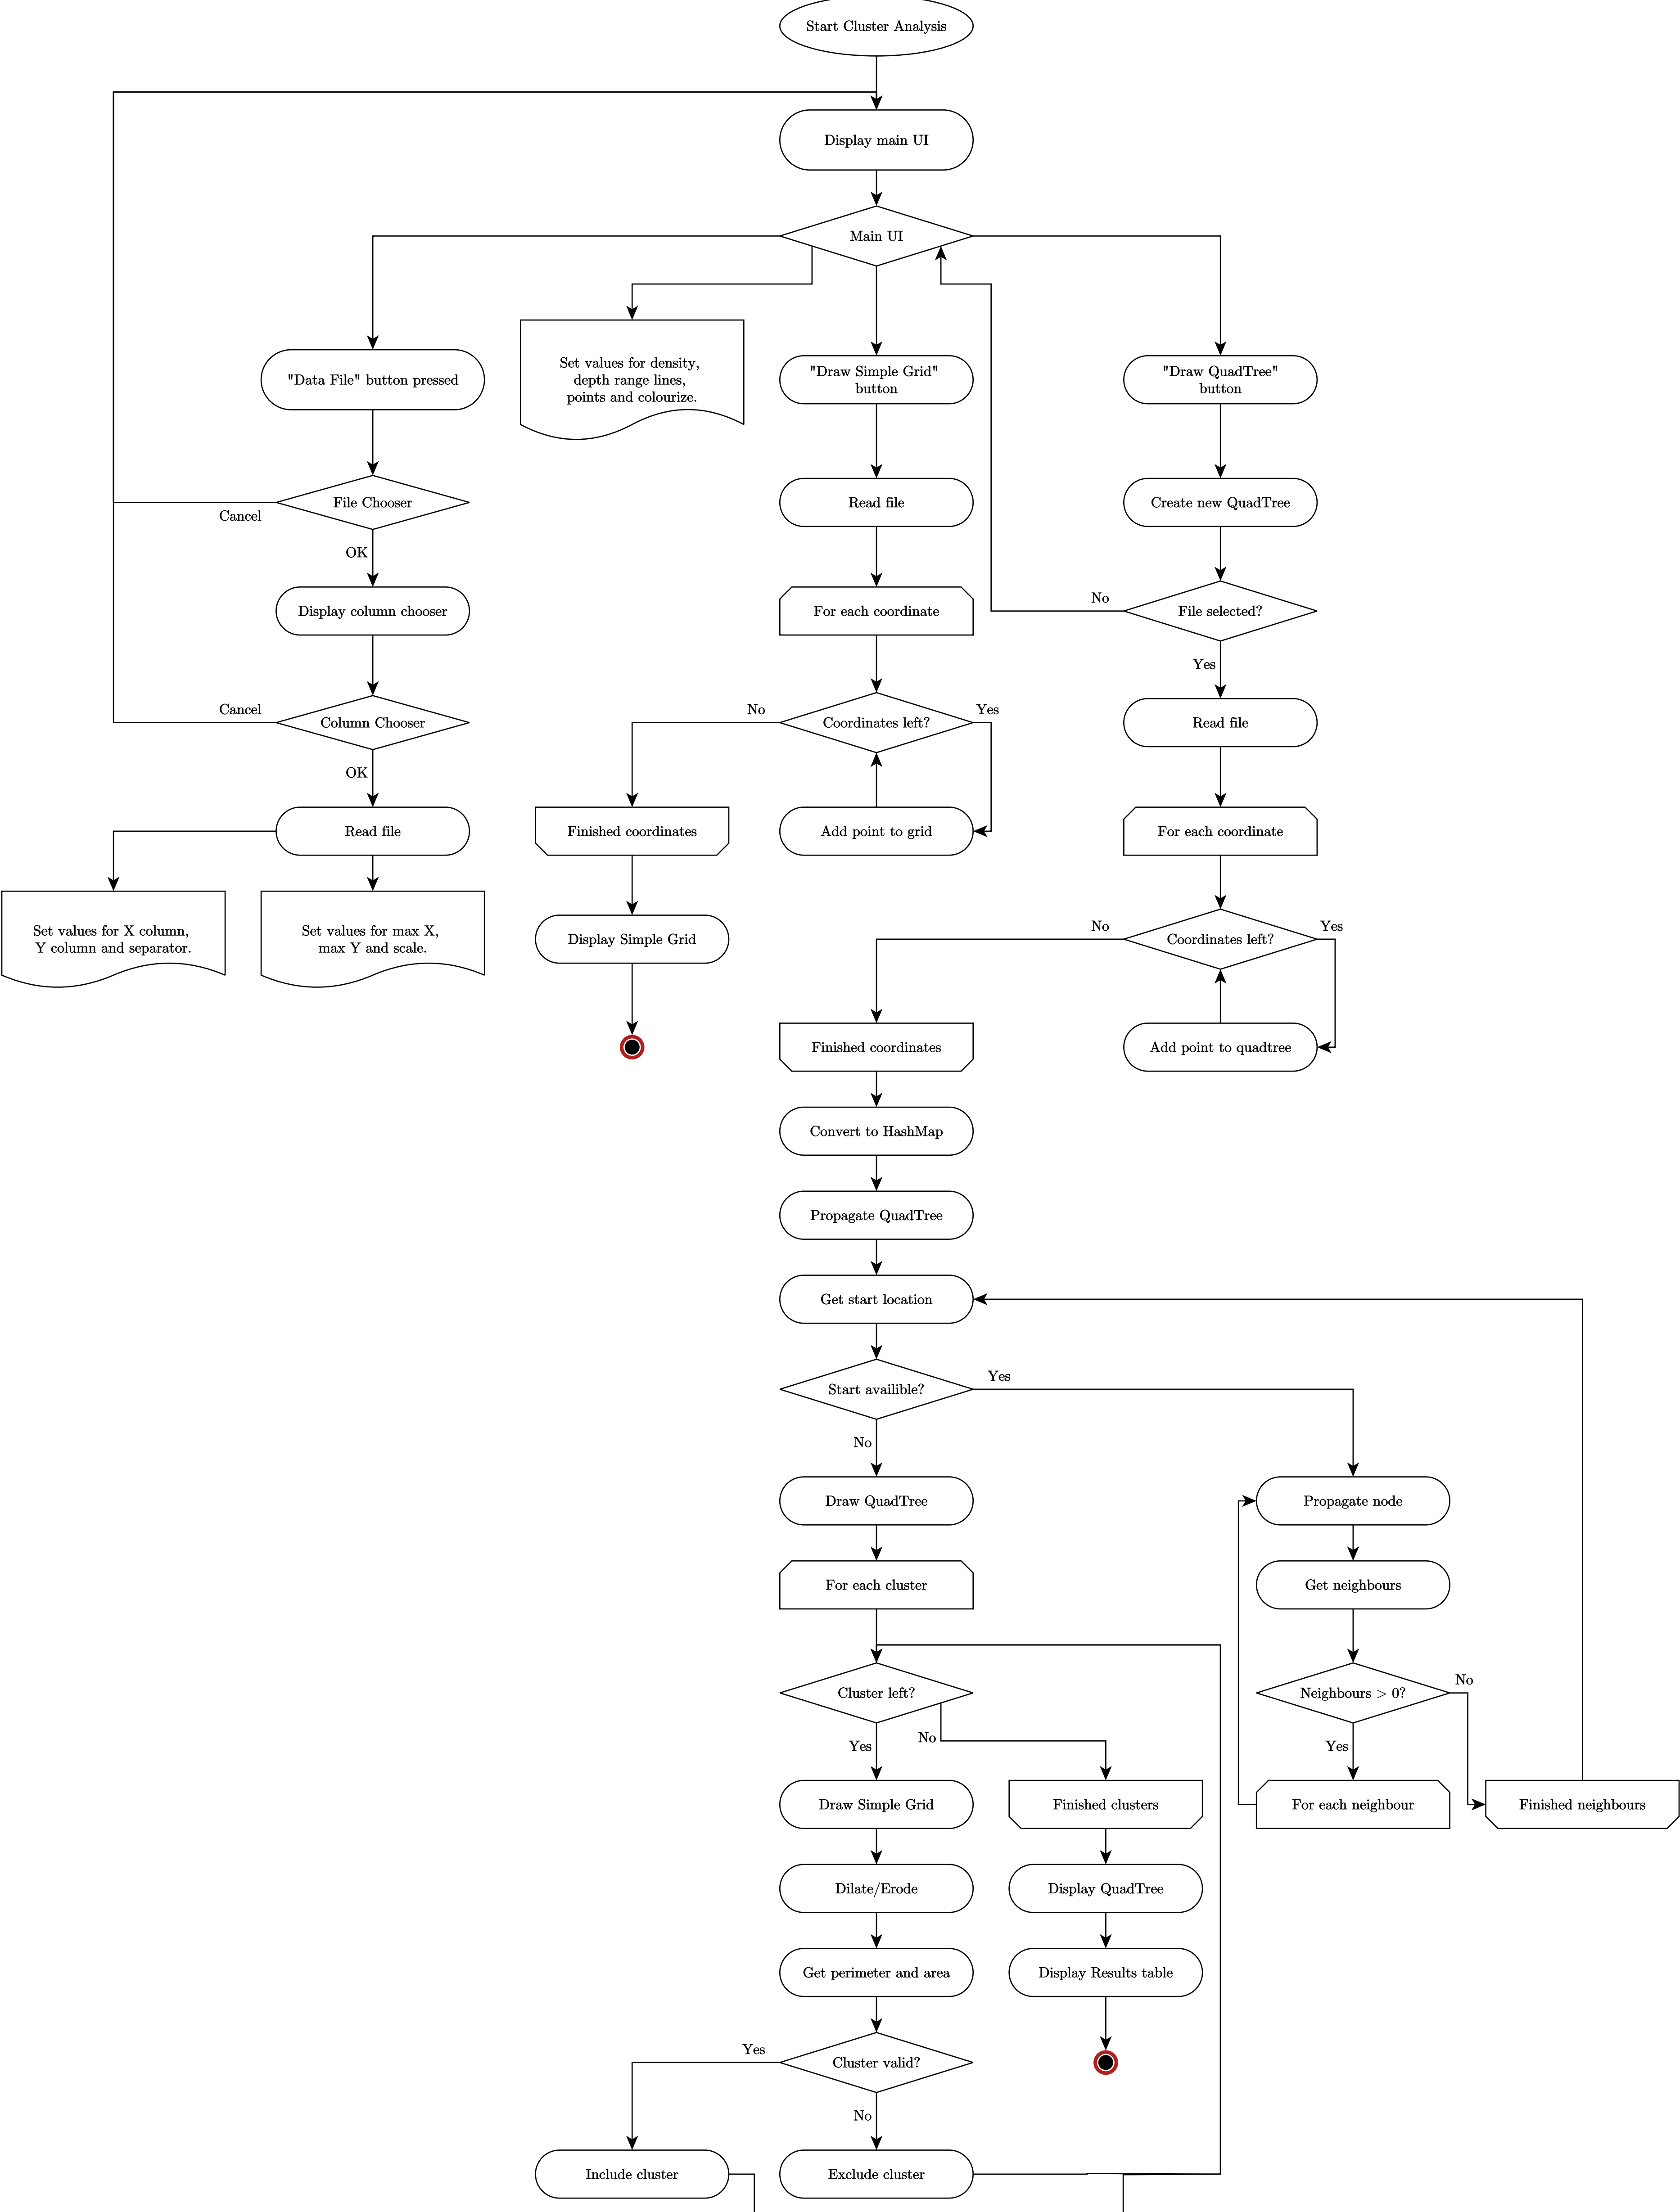 Start Cluster Analysis
Display main UI
Main UI
"Data File" button pressed
Set values for density,
depth range lines,
points and colourize.
"Draw Simple Grid"
button
"Draw QuadTree"
button
File Chooser
Cancel
OK
Read file
Create new QuadTree
Display column chooser
For each coordinate
No
File selected?
Yes
Cancel
Column Chooser
OK
No
Coordinates left?
Yes
Read file
Read file
Finished coordinates
Add point to grid
For each coordinate
Set values for X column,
Y column and separator.
Set values for max X,
max Y and scale.
Display Simple Grid
No
Coordinates left?
Yes
Finished coordinates
Add point to quadtree
Convert to HashMap
Propagate QuadTree
Get start location
Start availible?
Yes
No
Draw QuadTree
Propagate node
For each cluster
Get neighbours
Cluster left?
No
Yes
Neighbours > 0?
No
Yes
Draw Simple Grid
Finished clusters
For each neighbour
Finished neighbours
Dilate/Erode
Display QuadTree
Get perimeter and area
Display Results table
Yes
Cluster valid?
No
Include cluster
Exclude cluster